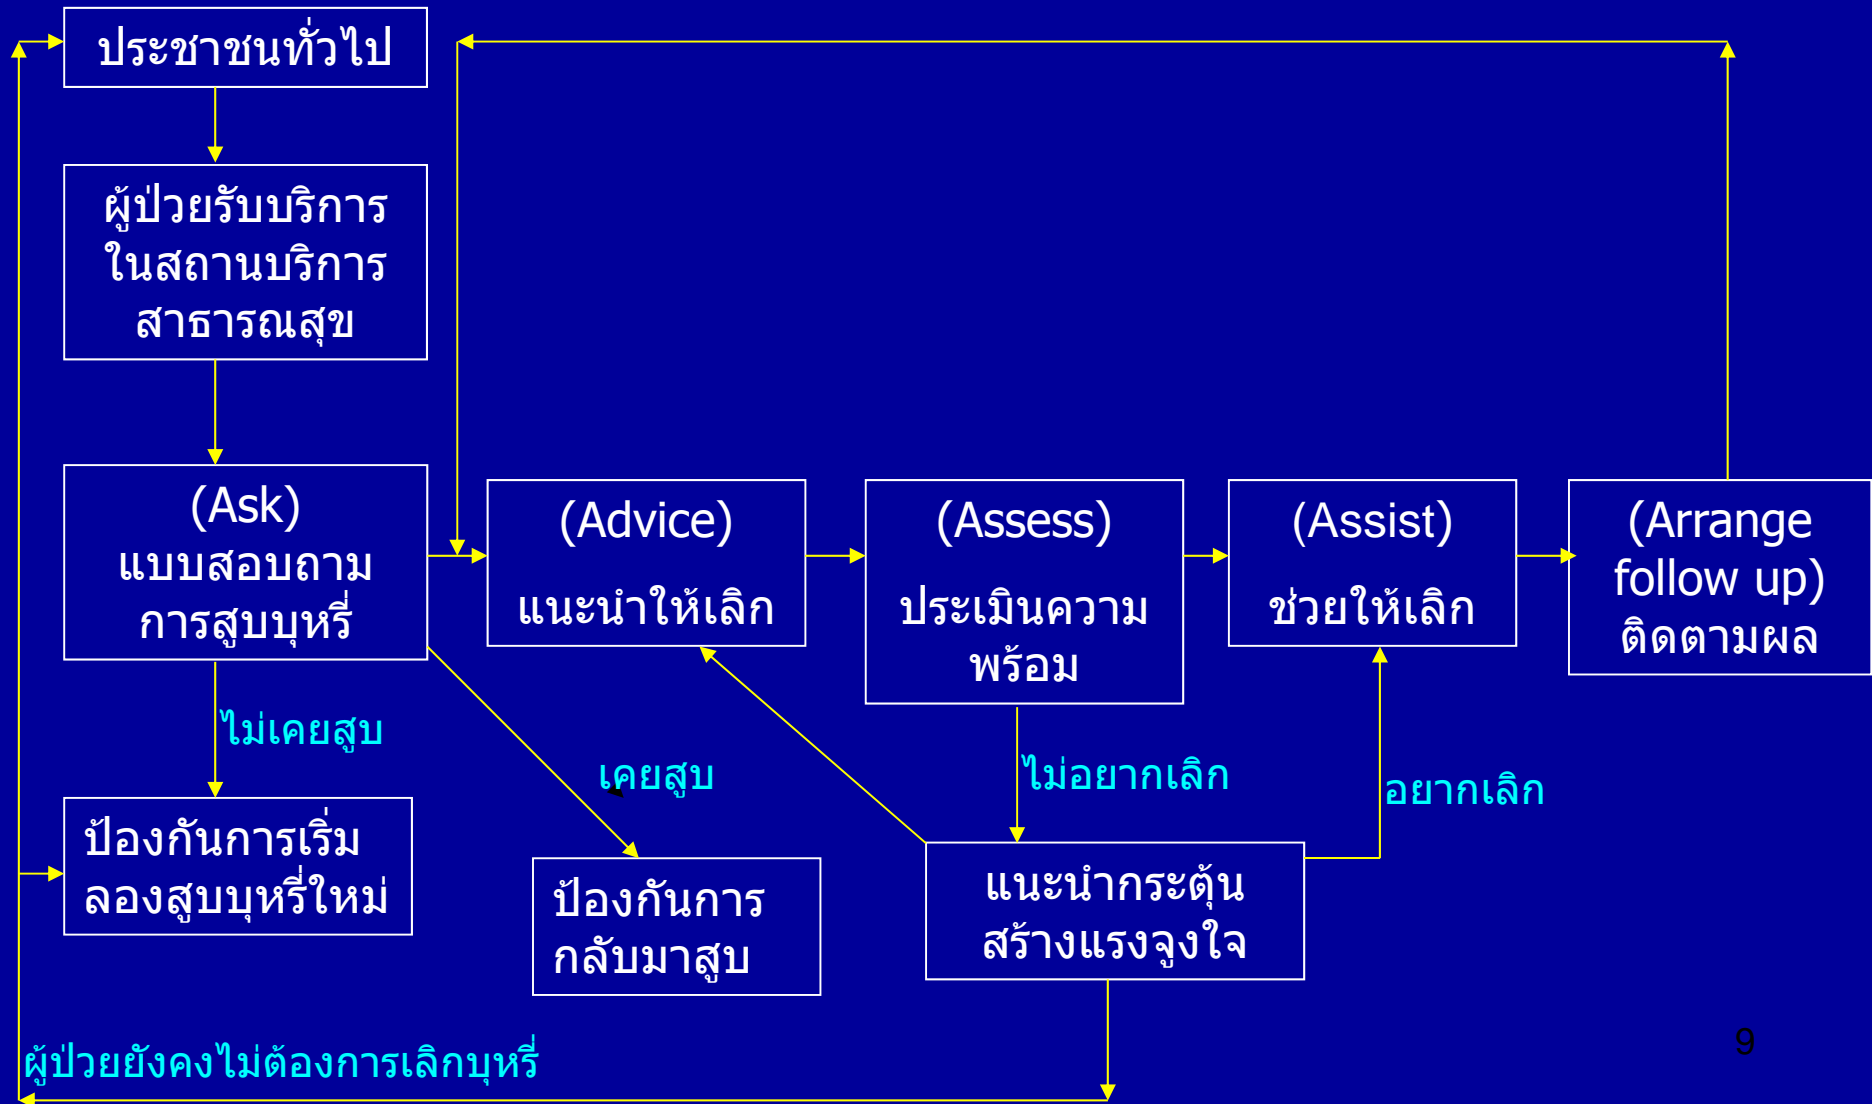 ประชาชนทั่วไป
ผู้ป่วยรับบริการ
ในสถานบริการ
สาธารณสุข
(Ask)
แบบสอบถาม
การสูบบุหรี่
(Advice)
แนะนำให้เลิก
(Assess)
ประเมินความ
พร้อม
(Assist)
ช่วยให้เลิก
(Arrange
follow up)
ติดตามผล
ไม่เคยสูบ
เคยสูบ
ไม่อยากเลิก
อยากเลิก
ป้องกันการเริ่ม
ลองสูบบุหรี่ใหม่
ป้องกันการ
กลับมาสูบ
แนะนำกระตุ้น
สร้างแรงจูงใจ
ผู้ป่วยยังคงไม่ต้องการเลิกบุหรี่
9